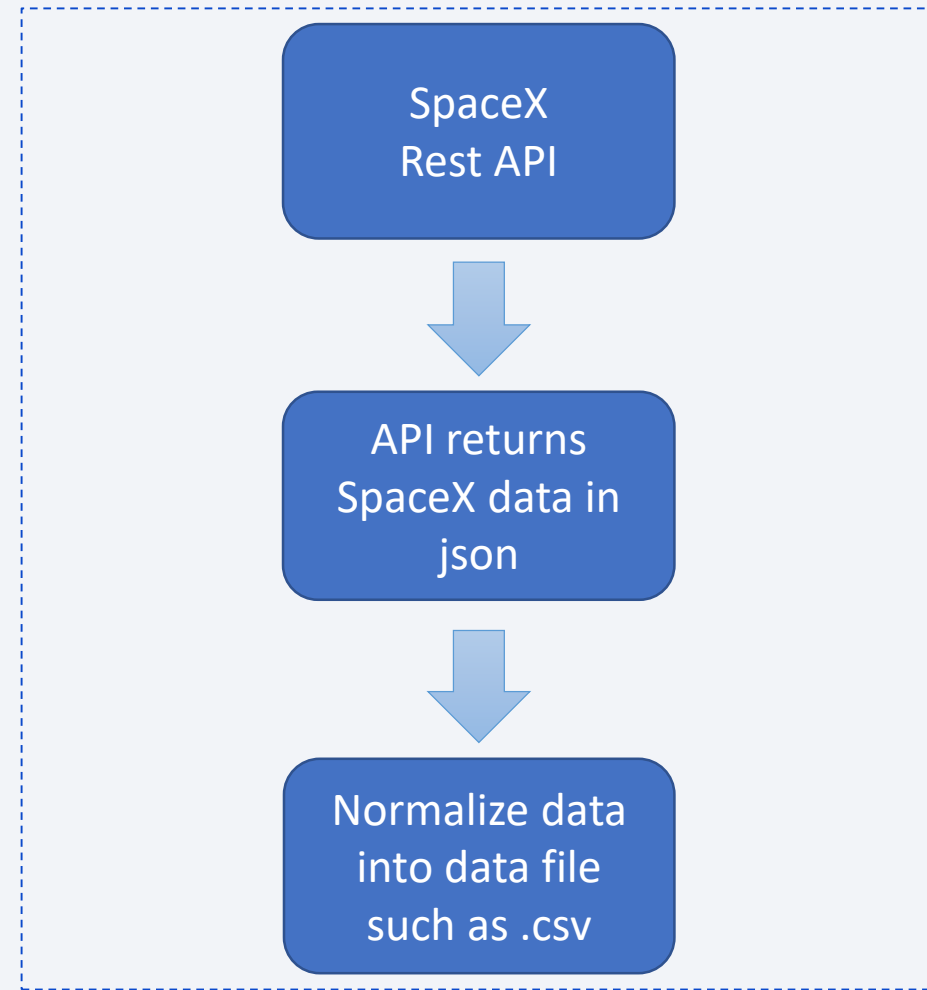 SpaceX
Rest API
API returns
SpaceX data in
json
Normalize data
into data file
such as .csv